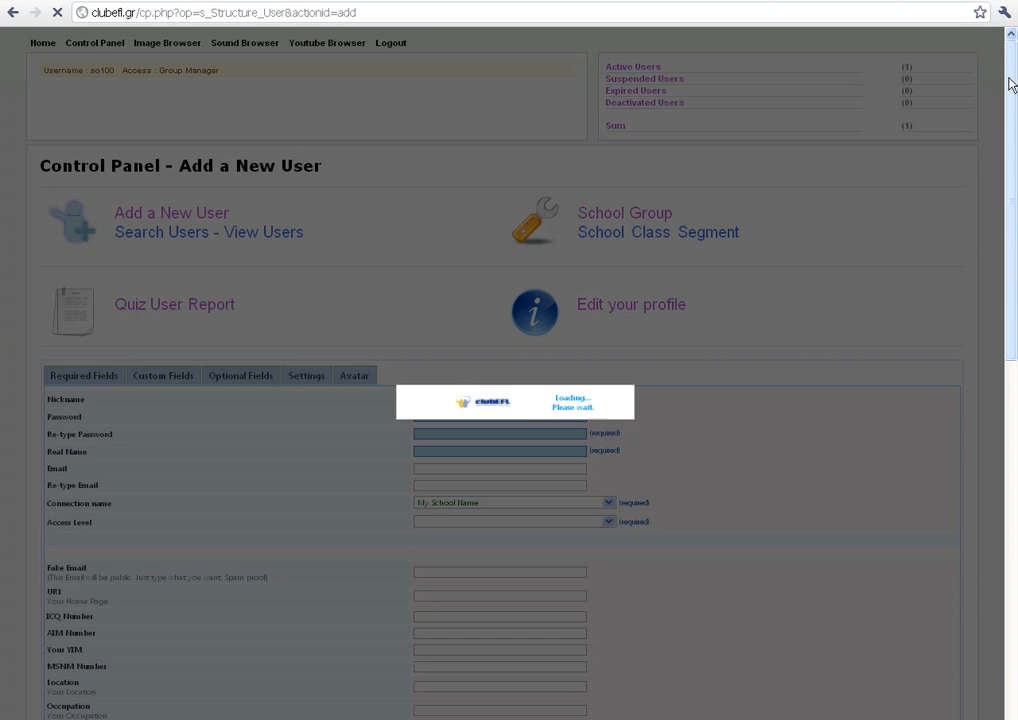 clubefl.gr/cp.php?op=s_Structure_User&actionid=add
Home Control Panel Image Browser Sound Browser Youtube Browser Logout
Username : so100 Access : Group Manager
Active Users (1)
Suspended Users (0)
Expired Users (0)
Deactivated Users (0)
Sum (1)
Control Panel - Add a New User
Add a New User
Search Users - View Users
School Group
School Class Segment
Quiz User Report
Edit your profile
Required Fields Custom Fields Optional Fields Settings Avatar
Nickname
clubEFL
Loading...
Please wait.
Password
Re-type Password (required)
Real Name (required)
Email
Re-type Email
Connection name My School Name (required)
Access Level (required)
Fake Email
(This Email will be public. Just type what you want. Spam proof)
URL
Your Home Page
ICQ Number
AIM Number
Your YIM
MSNM Number
Location
Your Location
Occupation
Your Occupation